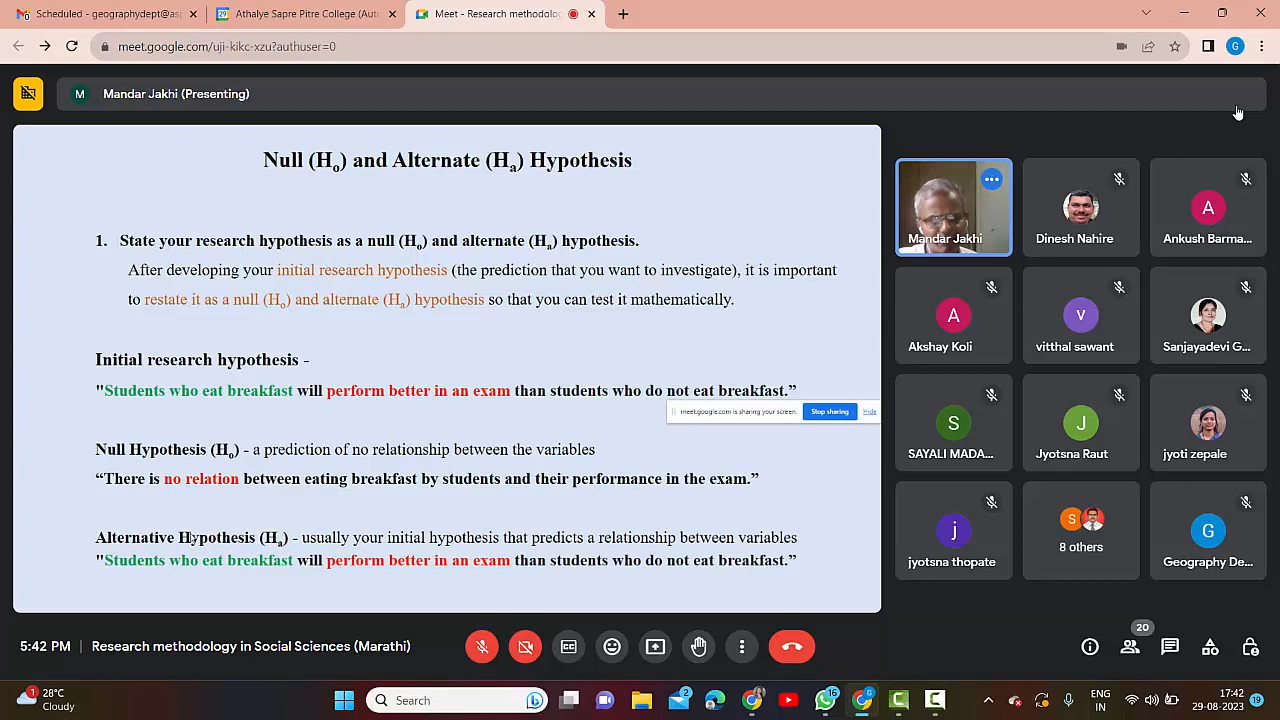 Scheduled - geographydept@as
Athalye Sapre Pitre College (Auto
Meet - Research methodolo
meet.google.com/uji-kikc-xzu?authuser=0
G
M Mandar Jakhi (Presenting)
Null (Ho) and Alternate (Ha) Hypothesis
1. State your research hypothesis as a null (Ho) and alternate (Ha) hypothesis.
After developing your initial research hypothesis (the prediction that you want to investigate), it is important
to restate it as a null (Ho) and alternate (Ha) hypothesis so that you can test it mathematically.
Initial research hypothesis -
"Students who eat breakfast will perform better in an exam than students who do not eat breakfast.”
meet.google.com is sharing your screen. Stop sharing Hide
Null Hypothesis (Ho) - a prediction of no relationship between the variables
“There is no relation between eating breakfast by students and their performance in the exam.”
Alternative Hypothesis (Ha) - usually your initial hypothesis that predicts a relationship between variables
"Students who eat breakfast will perform better in an exam than students who do not eat breakfast.”
Mandar Jakhi
Dinesh Nahire
A
Ankush Barma...
A
Akshay Koli
v
vitthal sawant
Sanjayadevi G...
S
SAYALI MADA...
J
Jyotsna Raut
jyoti zepale
j
jyotsna thopate
S
8 others
G
Geography De...
5:42 PM | Research methodology in Social Sciences (Marathi)
20
1
28°C
Cloudy
Search
2
16
G
ENG
IN
17:42
29-08-2023
19